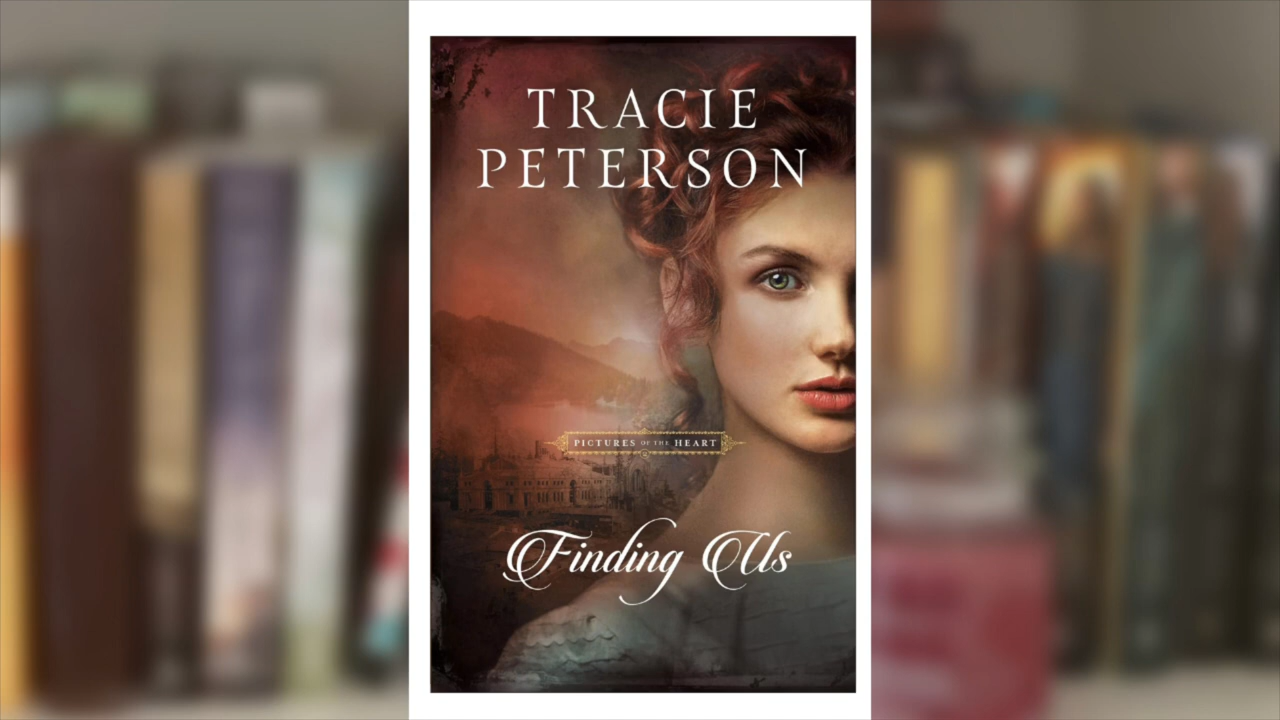 TRACIE
PETERSON
PICTURES OF THE HEART
Finding Us